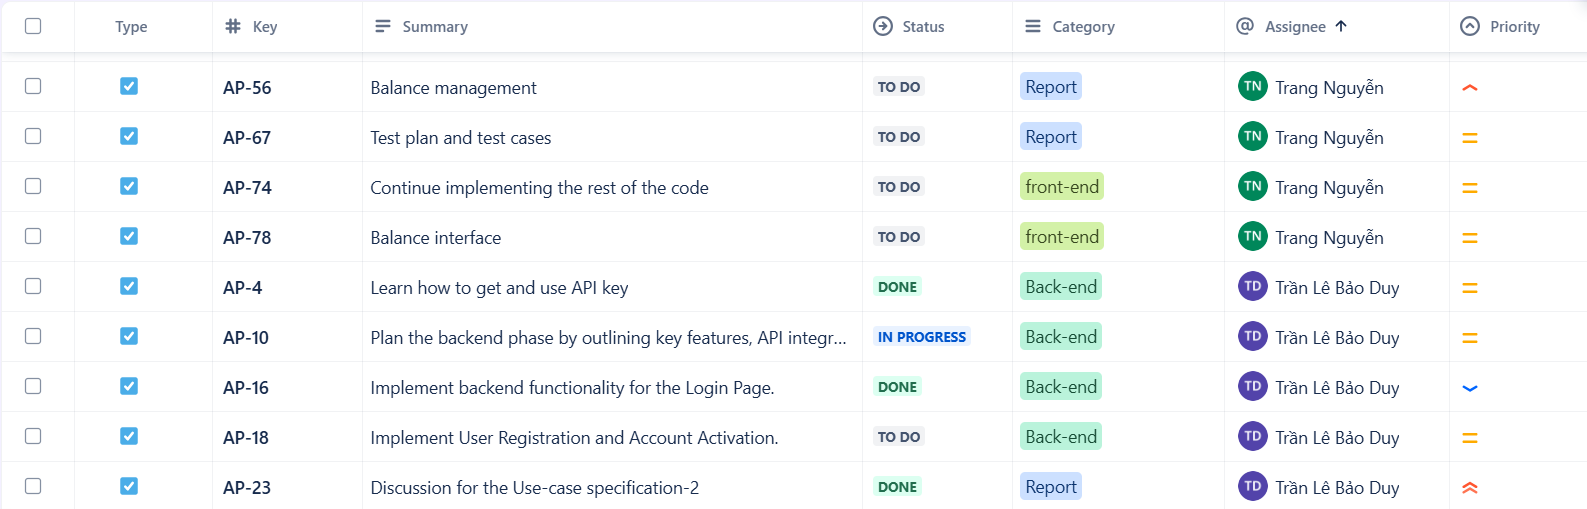 Type Key Summary Status Category Assignee Priority
AP-56 Balance management TO DO Report TN Trang Nguyễn
AP-67 Test plan and test cases TO DO Report TN Trang Nguyễn
AP-74 Continue implementing the rest of the code TO DO front-end TN Trang Nguyễn
AP-78 Balance interface TO DO front-end TN Trang Nguyễn
AP-4 Learn how to get and use API key DONE Back-end TD Trần Lê Bảo Duy
AP-10 Plan the backend phase by outlining key features, API integr... IN PROGRESS Back-end TD Trần Lê Bảo Duy
AP-16 Implement backend functionality for the Login Page. DONE Back-end TD Trần Lê Bảo Duy
AP-18 Implement User Registration and Account Activation. TO DO Back-end TD Trần Lê Bảo Duy
AP-23 Discussion for the Use-case specification-2 DONE Report TD Trần Lê Bảo Duy